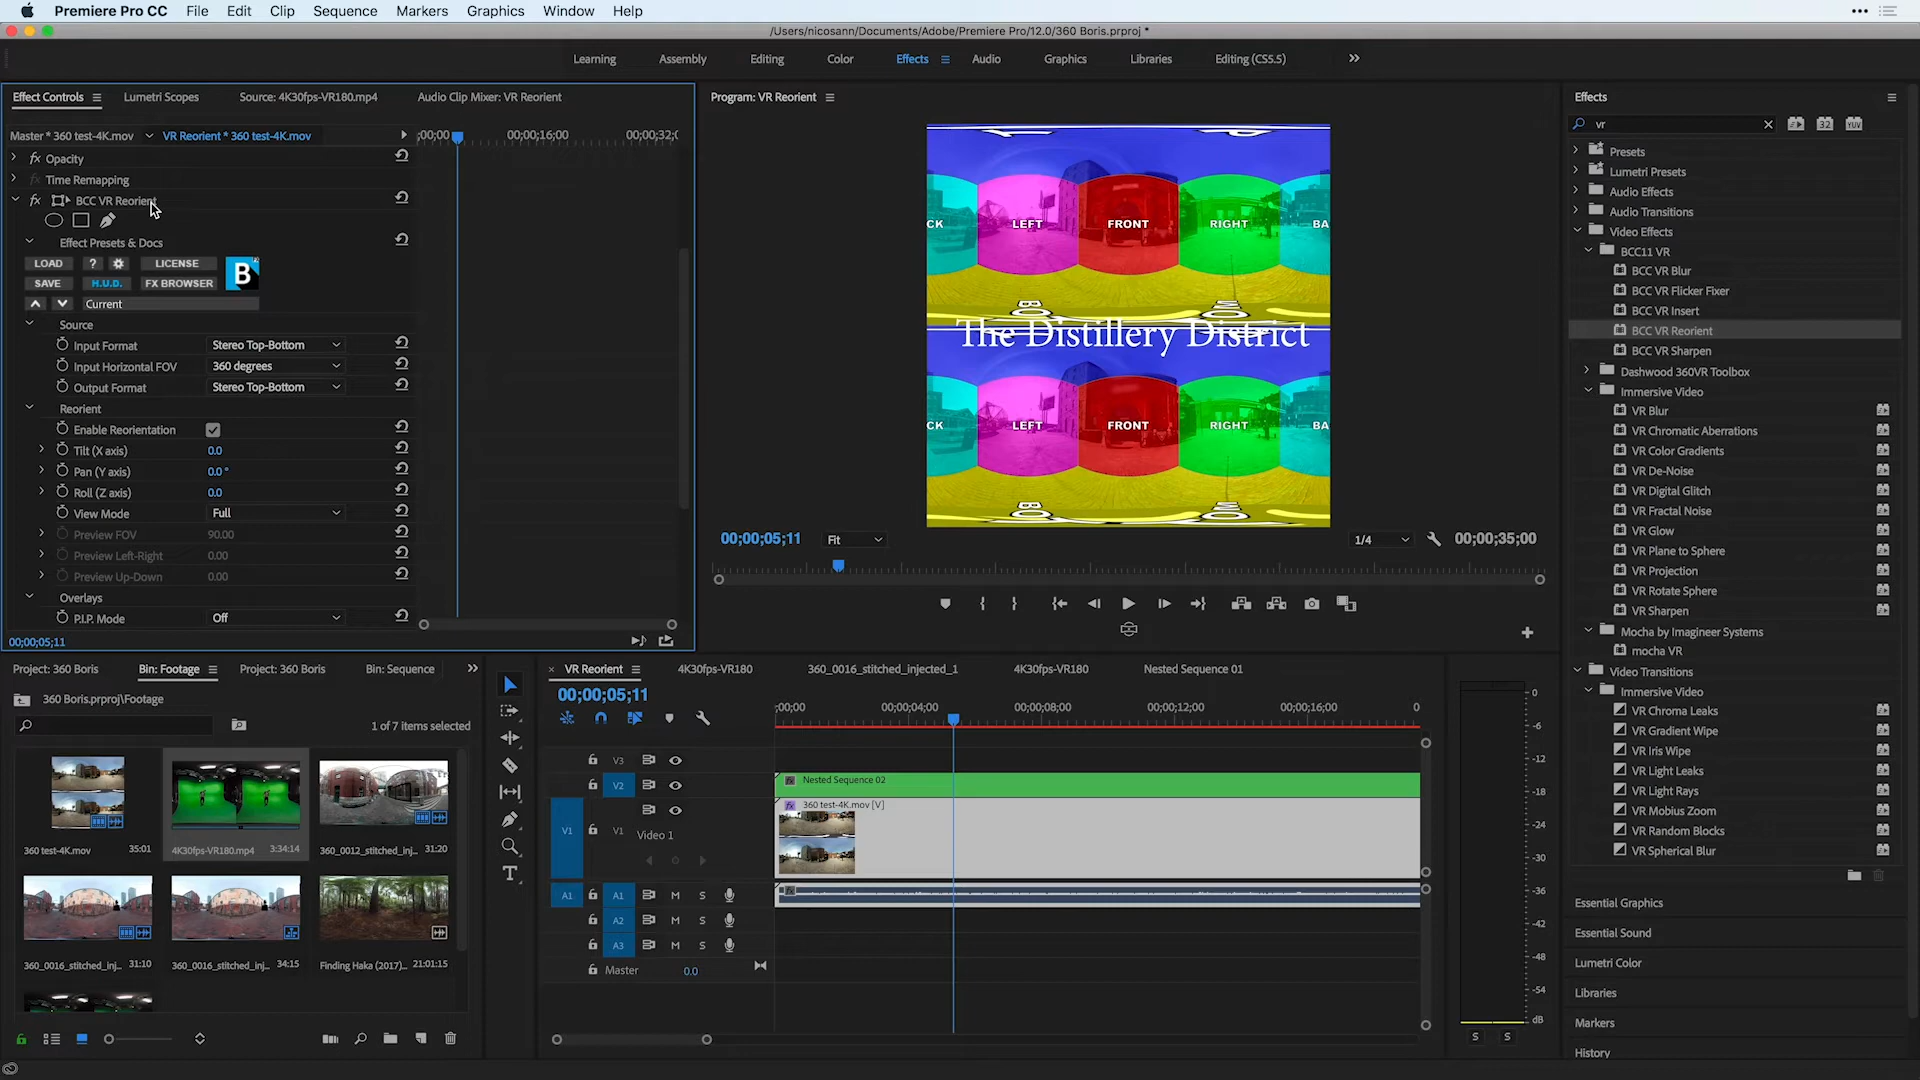 Premiere Pro CC File Edit Clip Sequence Markers Graphics Window Help
/Users/nicosann/Documents/Adobe/Premiere Pro/12.0/360 Boris.prproj *
Learning Assembly Editing Color Effects Audio Graphics Libraries Editing (CS5.5)
Effect Controls Lumetri Scopes Source: 4K30fps-VR180.mp4 Audio Clip Mixer: VR Reorient
Master * 360 test-4K.mov VR Reorient * 360 test-4K.mov
;00;00 00;00;16;00 00;00;32;
fx Opacity
fx Time Remapping
fx BCC VR Reorient
Effect Presets & Docs
LOAD ? LICENSE B
SAVE H.U.D. FX BROWSER
Current
Source
Input Format Stereo Top-Bottom
Input Horizontal FOV 360 degrees
Output Format Stereo Top-Bottom
Reorient
Enable Reorientation
Tilt (X axis) 0.0
Pan (Y axis) 0.0 °
Roll (Z axis) 0.0
View Mode Full
Preview FOV 90.00
Preview Left-Right 0.00
Preview Up-Down 0.00
Overlays
P.I.P. Mode Off
00;00;05;11
Program: VR Reorient
CK LEFT FRONT RIGHT BA
The Distillery District
CK LEFT FRONT RIGHT BA
00;00;05;11 Fit 1/4 00;00;35;00
Effects
vr
32 YUV
Presets
Lumetri Presets
Audio Effects
Audio Transitions
Video Effects
BCC11 VR
BCC VR Blur
BCC VR Flicker Fixer
BCC VR Insert
BCC VR Reorient
BCC VR Sharpen
Dashwood 360VR Toolbox
Immersive Video
VR Blur
VR Chromatic Aberrations
VR Color Gradients
VR De-Noise
VR Digital Glitch
VR Fractal Noise
VR Glow
VR Plane to Sphere
VR Projection
VR Rotate Sphere
VR Sharpen
Mocha by Imagineer Systems
mocha VR
Video Transitions
Immersive Video
VR Chroma Leaks
VR Gradient Wipe
VR Iris Wipe
VR Light Leaks
VR Light Rays
VR Mobius Zoom
VR Random Blocks
VR Spherical Blur
Essential Graphics
Essential Sound
Lumetri Color
Libraries
Markers
History
Project: 360 Boris Bin: Footage Project: 360 Boris Bin: Sequence
360 Boris.prproj\Footage
1 of 7 items selected
360 test-4K.mov 35:01
4K30fps-VR180.mp4 3:34:14
360_0012_stitched_inj... 31:20
360_0016_stitched_inj... 31:10
360_0016_stitched_inj... 34:15
Finding Haka (2017)... 21:01:15
VR Reorient 4K30fps-VR180 360_0016_stitched_injected_1 4K30fps-VR180 Nested Sequence 01
00;00;05;11
:00;00 00;00;04;00 00;00;08;00 00;00;12;00 00;00;16;00 0
V3
V2 Nested Sequence 02
360 test-4K.mov [V]
V1 V1 Video 1
A1 A1 M S
A2 M S
A3 M S
Master 0.0
0
-6
-12
-18
-24
-30
-36
-42
-48
-54
dB
S S